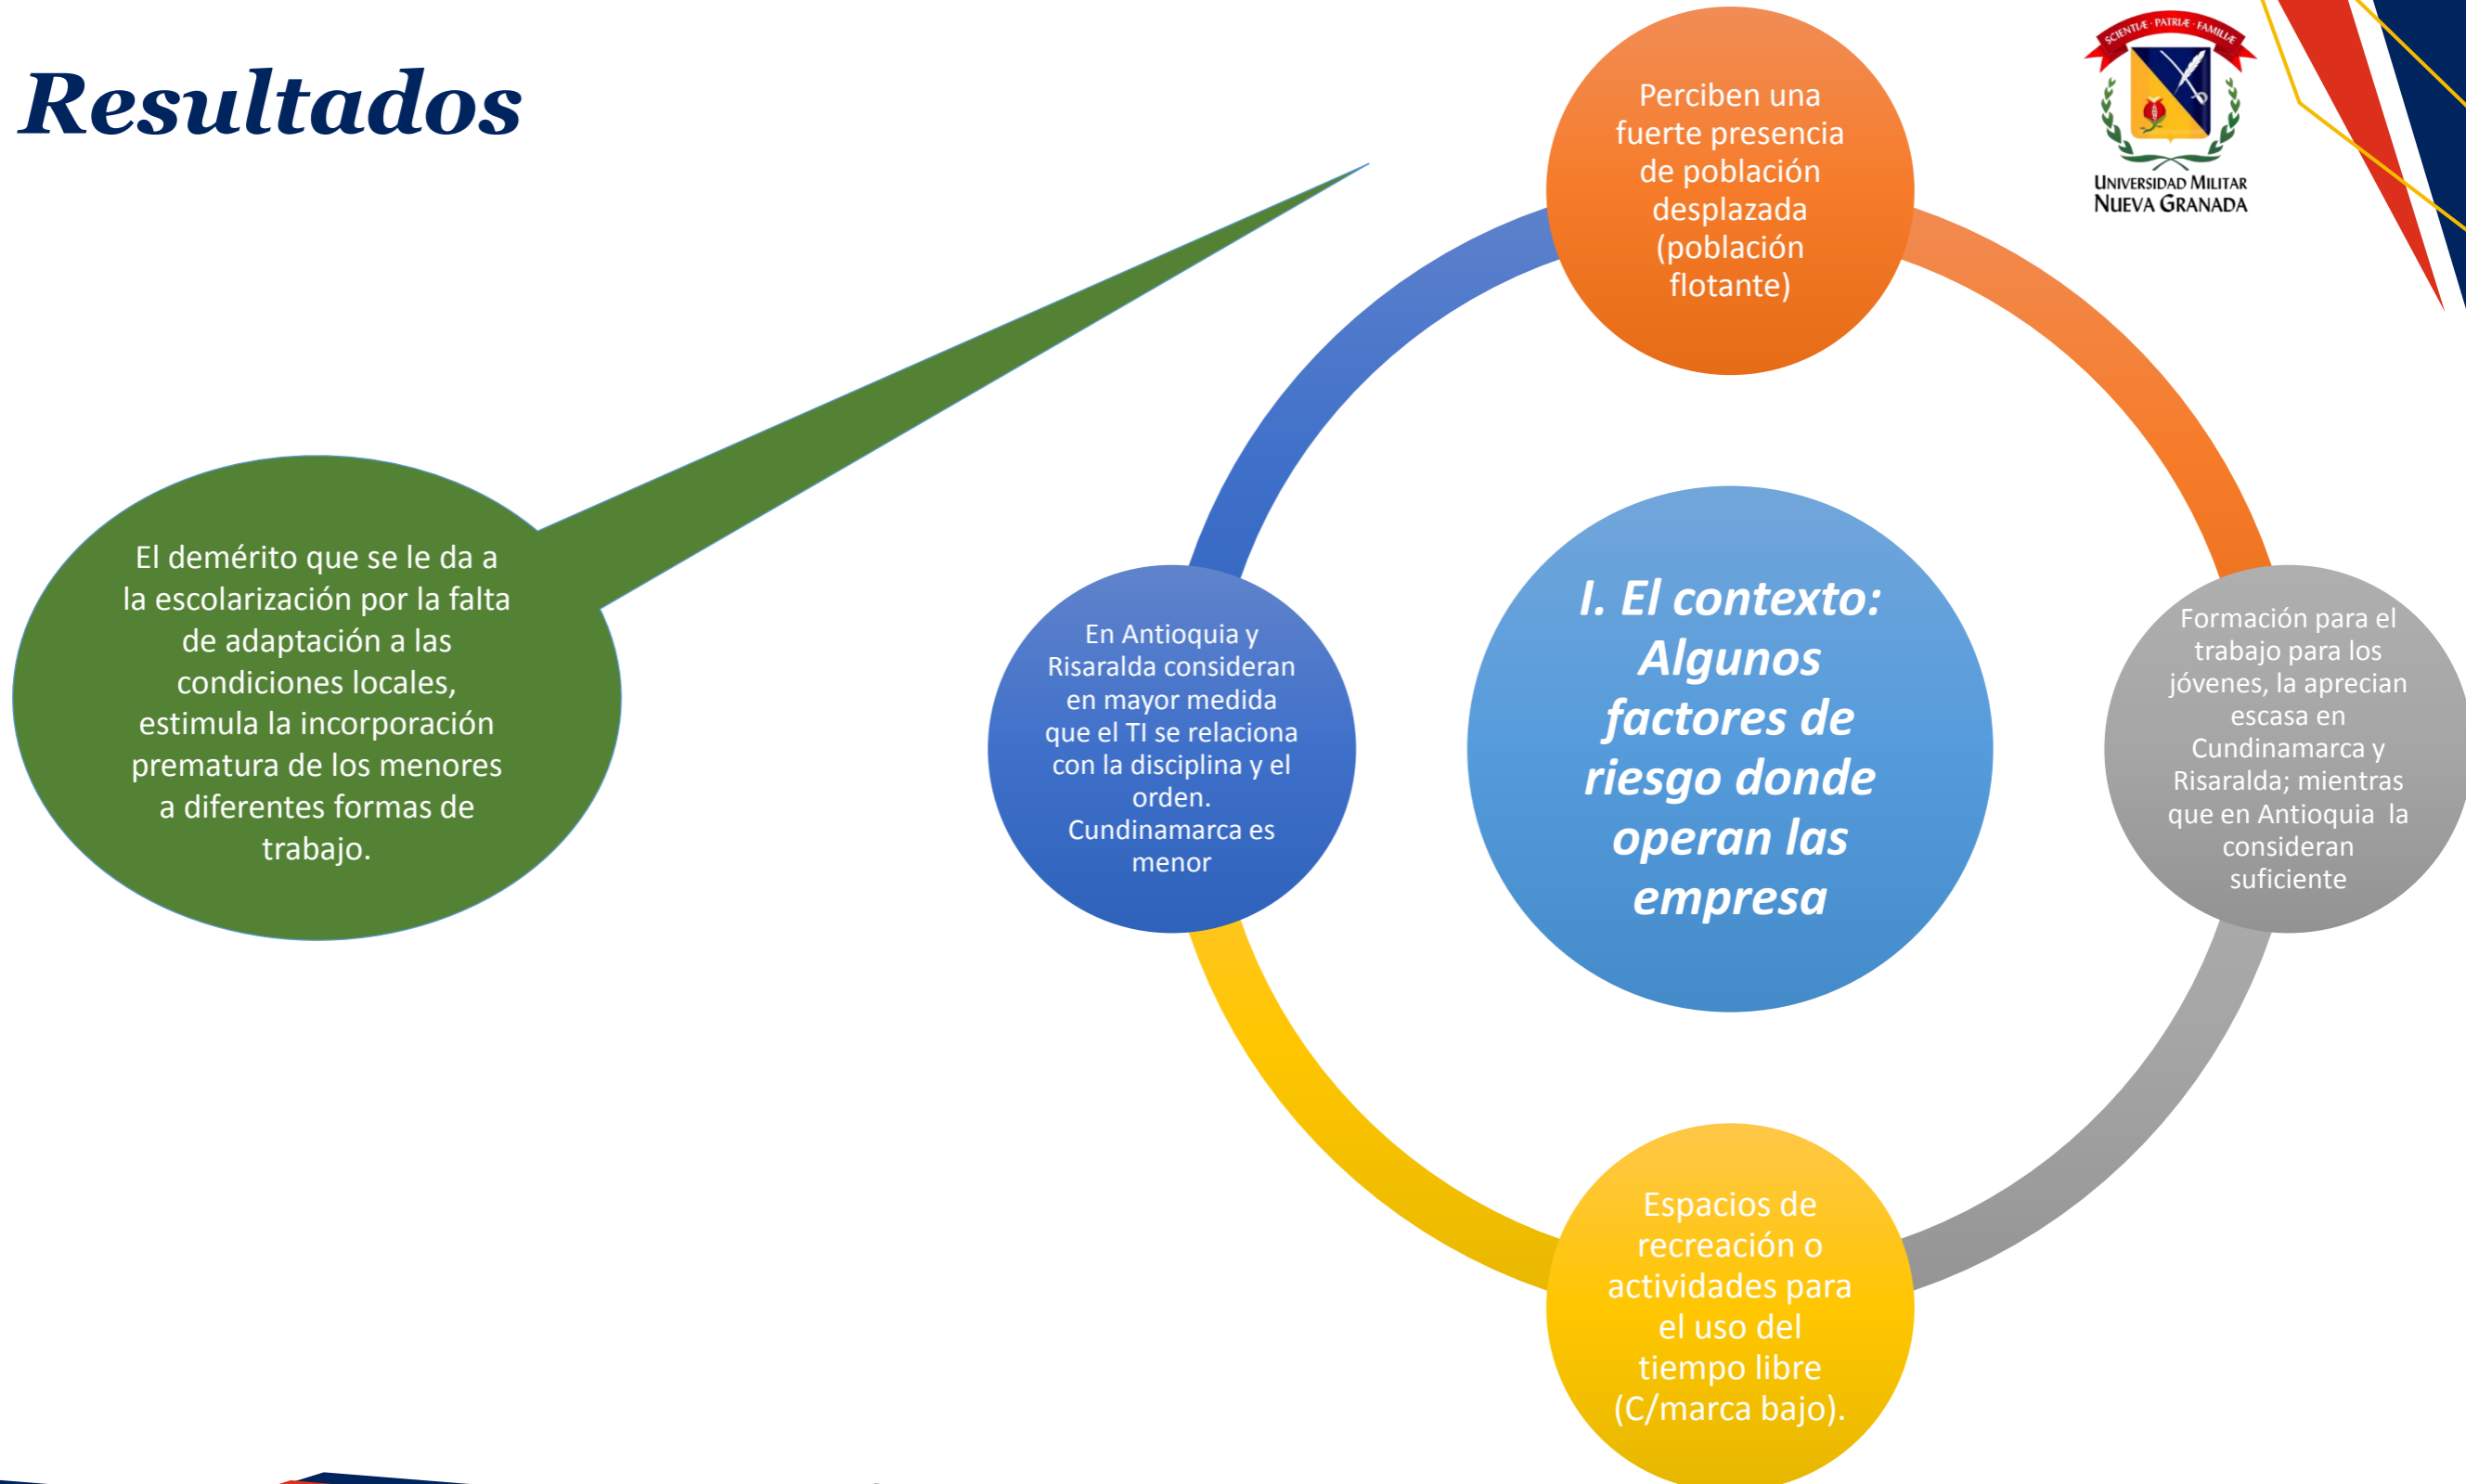 Resultados
SCIENTIÆ · PATRIÆ · FAMILIÆ
UNIVERSIDAD MILITAR
NUEVA GRANADA
Perciben una
fuerte presencia
de población
desplazada
(población
flotante)
El demérito que se le da a
la escolarización por la falta
de adaptación a las
condiciones locales,
estimula la incorporación
prematura de los menores
a diferentes formas de
trabajo.
En Antioquia y
Risaralda consideran
en mayor medida
que el TI se relaciona
con la disciplina y el
orden.
Cundinamarca es
menor
I. El contexto:
Algunos
factores de
riesgo donde
operan las
empresa
Formación para el
trabajo para los
jóvenes, la aprecian
escasa en
Cundinamarca y
Risaralda; mientras
que en Antioquia la
consideran
suficiente
Espacios de
recreación o
actividades para
el uso del
tiempo libre
(C/marca bajo).